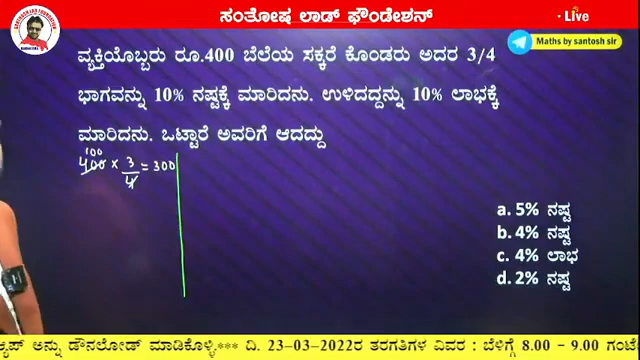 ಸಂತೋಷ ಲಾಡ್ ಫೌಂಡೇಶನ್
Live
Maths by santosh sir
ವ್ಯಕ್ತಿಯೊಬ್ಬರು ರೂ.400 ಬೆಲೆಯ ಸಕ್ಕರೆ ಕೊಂಡರು ಅದರ 3/4
ಭಾಗವನ್ನು 10% ನಷ್ಟಕ್ಕೆ ಮಾರಿದನು. ಉಳಿದದ್ದನ್ನು 10% ಲಾಭಕ್ಕೆ
ಮಾರಿದನು. ಒಟ್ಟಾರೆ ಅವರಿಗೆ ಆದದ್ದು
100
400 × 3/4 = 300
a. 5% ನಷ್ಟ
b. 4% ನಷ್ಟ
c. 4% ಲಾಭ
d. 2% ನಷ್ಟ
ಕ್ಯಾಪ್ ಅನ್ನು ಡೌನಲೋಡ್ ಮಾಡಿಕೊಳ್ಳಿ.*** ದಿ. 23-03-2022ರ ತರಗತಿಗಳ ವಿವರ : ಬೆಳಿಗ್ಗೆ 8.00 - 9.00 ಗಂಟೆ